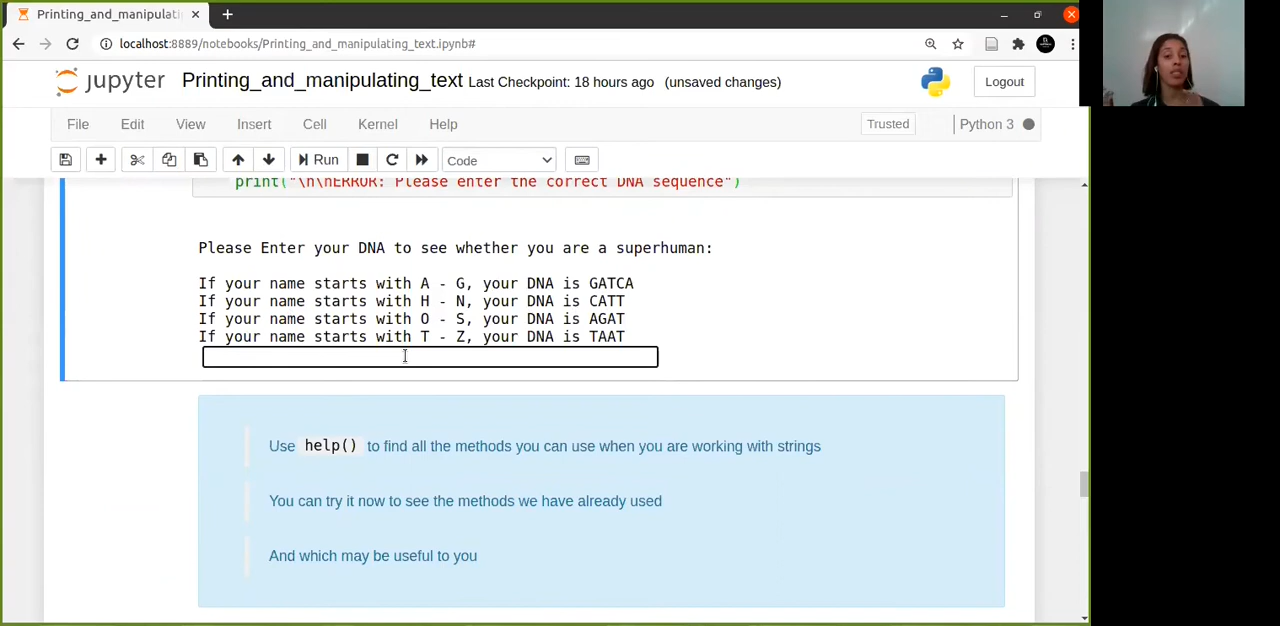 Printing_and_manipulati
localhost:8889/notebooks/Printing_and_manipulating_text.ipynb#
jupyter Printing_and_manipulating_text Last Checkpoint: 18 hours ago (unsaved changes)
Logout
File Edit View Insert Cell Kernel Help Trusted Python 3
Run Code
print("\n\nERROR: Please enter the correct DNA sequence")
Please Enter your DNA to see whether you are a superhuman:
If your name starts with A - G, your DNA is GATCA
If your name starts with H - N, your DNA is CATT
If your name starts with O - S, your DNA is AGAT
If your name starts with T - Z, your DNA is TAAT
Use help() to find all the methods you can use when you are working with strings
You can try it now to see the methods we have already used
And which may be useful to you